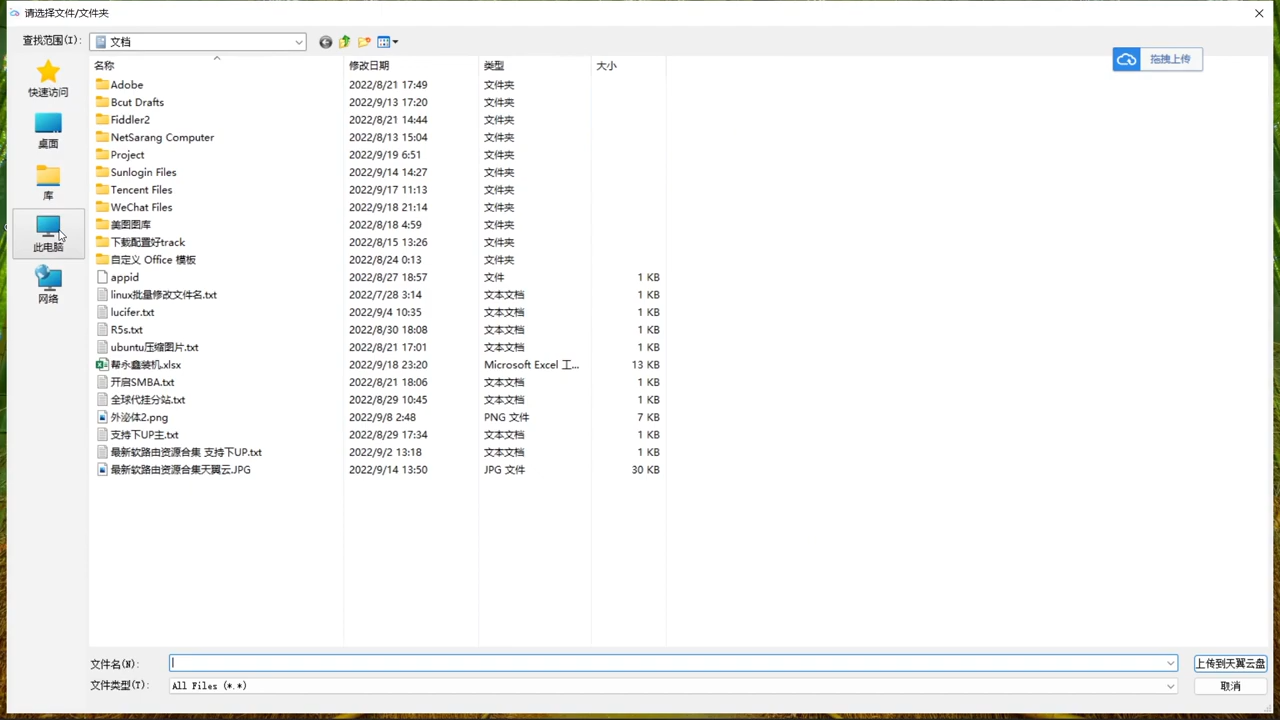 请选择文件/文件夹
查找范围(I): 文档
拖拽上传
快速访问
桌面
库
此电脑
网络
名称 修改日期 类型 大小
Adobe 2022/8/21 17:49 文件夹
Bcut Drafts 2022/9/13 17:20 文件夹
Fiddler2 2022/8/21 14:44 文件夹
NetSarang Computer 2022/8/13 15:04 文件夹
Project 2022/9/19 6:51 文件夹
Sunlogin Files 2022/9/14 14:27 文件夹
Tencent Files 2022/9/17 11:13 文件夹
WeChat Files 2022/9/18 21:14 文件夹
美图图库 2022/8/18 4:59 文件夹
下载配置好track 2022/8/15 13:26 文件夹
自定义 Office 模板 2022/8/24 0:13 文件夹
appid 2022/8/27 18:57 文件 1 KB
linux批量修改文件名.txt 2022/7/28 3:14 文本文档 1 KB
lucifer.txt 2022/9/4 10:35 文本文档 1 KB
R5s.txt 2022/8/30 18:08 文本文档 1 KB
ubuntu压缩图片.txt 2022/8/21 17:01 文本文档 1 KB
帮永鑫装机.xlsx 2022/9/18 23:20 Microsoft Excel 工... 13 KB
开启SMBA.txt 2022/8/21 18:06 文本文档 1 KB
全球代挂分站.txt 2022/8/29 10:45 文本文档 1 KB
外泌体2.png 2022/9/8 2:48 PNG 文件 7 KB
支持下UP主.txt 2022/8/29 17:34 文本文档 1 KB
最新软路由资源合集 支持下UP.txt 2022/9/2 13:18 文本文档 1 KB
最新软路由资源合集天翼云.JPG 2022/9/14 13:50 JPG 文件 30 KB
文件名(N): 上传到天翼云盘
文件类型(T): All Files (*.*) 取消